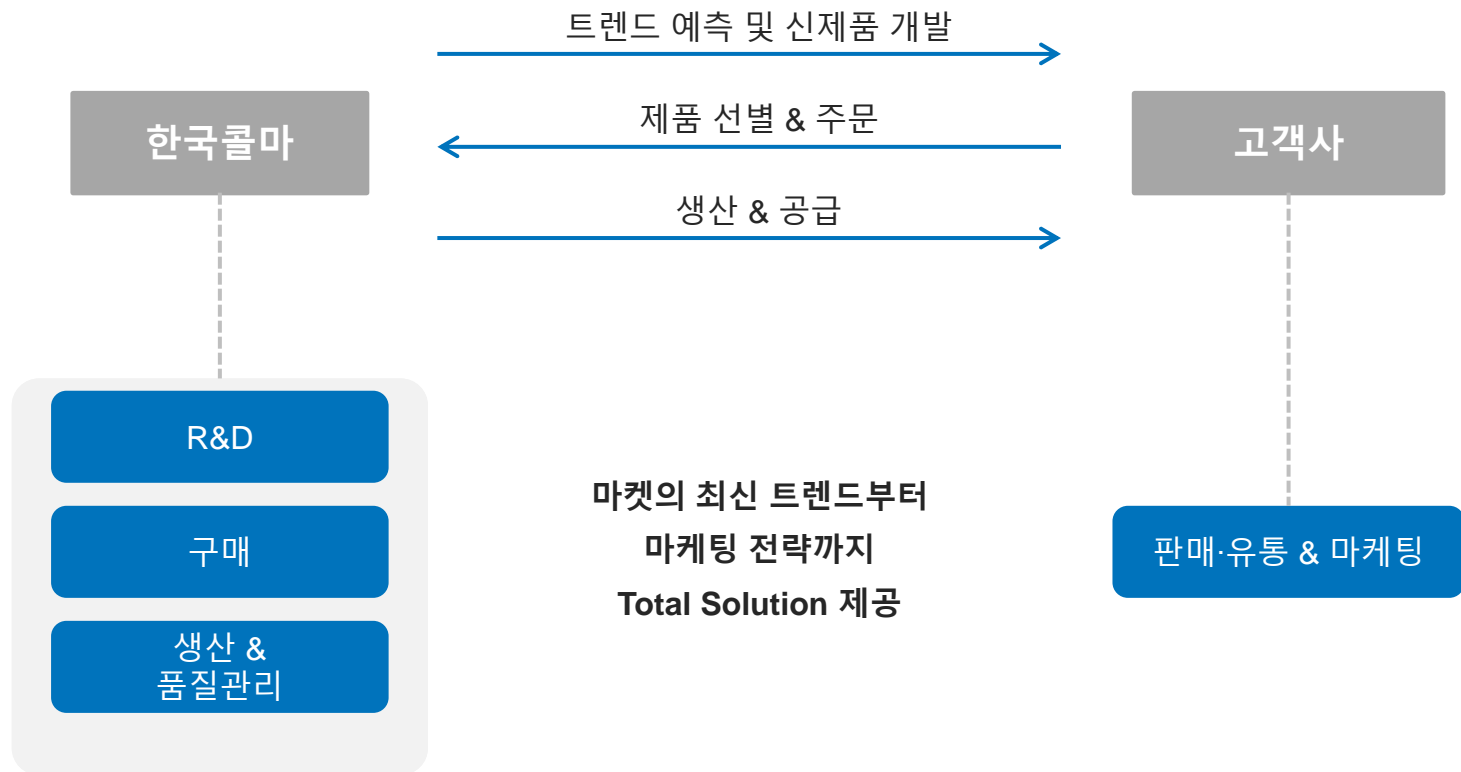 트렌드 예측 및 신제품 개발
한국콜마
제품 선별 & 주문
고객사
생산 & 공급
R&D
구매
생산 &
품질관리
마켓의 최신 트렌드부터
마케팅 전략까지
Total Solution 제공
판매·유통 & 마케팅